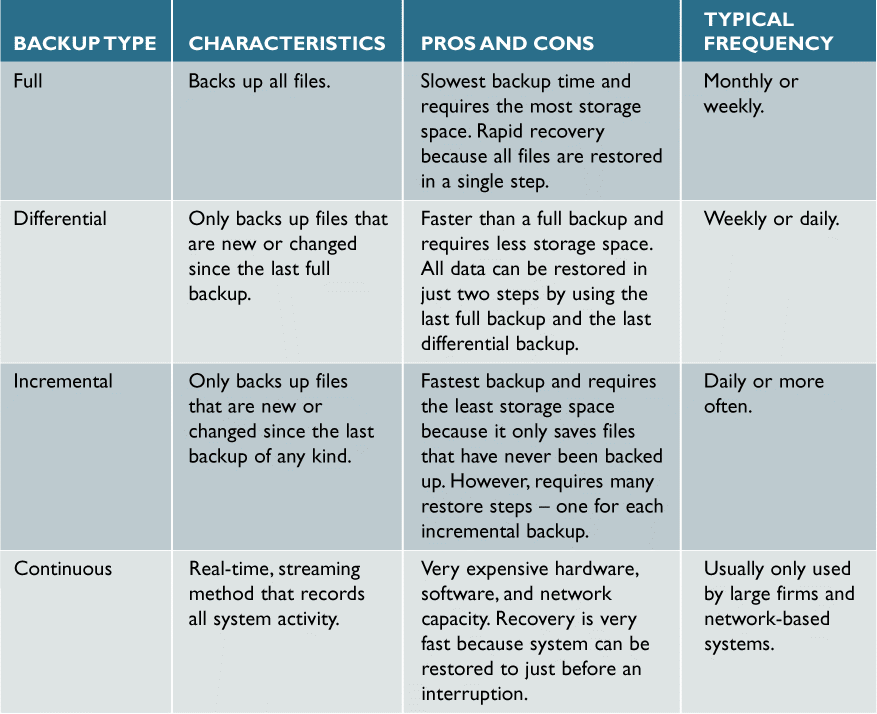 BACKUP TYPE
CHARACTERISTICS
PROS AND CONS
TYPICAL
FREQUENCY
Full
Backs up all files.
Slowest backup time and
requires the most storage
space. Rapid recovery
because all files are restored
in a single step.
Monthly or
weekly.
Differential
Only backs up files that
are new or changed
since the last full
backup.
Faster than a full backup and
requires less storage space.
All data can be restored in
just two steps by using the
last full backup and the last
differential backup.
Weekly or daily.
Incremental
Only backs up files
that are new or
changed since the last
backup of any kind.
Fastest backup and requires
the least storage space
because it only saves files
that have never been backed
up. However, requires many
restore steps – one for each
incremental backup.
Daily or more
often.
Continuous
Real-time, streaming
method that records
all system activity.
Very expensive hardware,
software, and network
capacity. Recovery is very
fast because system can be
restored to just before an
interruption.
Usually only used
by large firms and
network-based
systems.